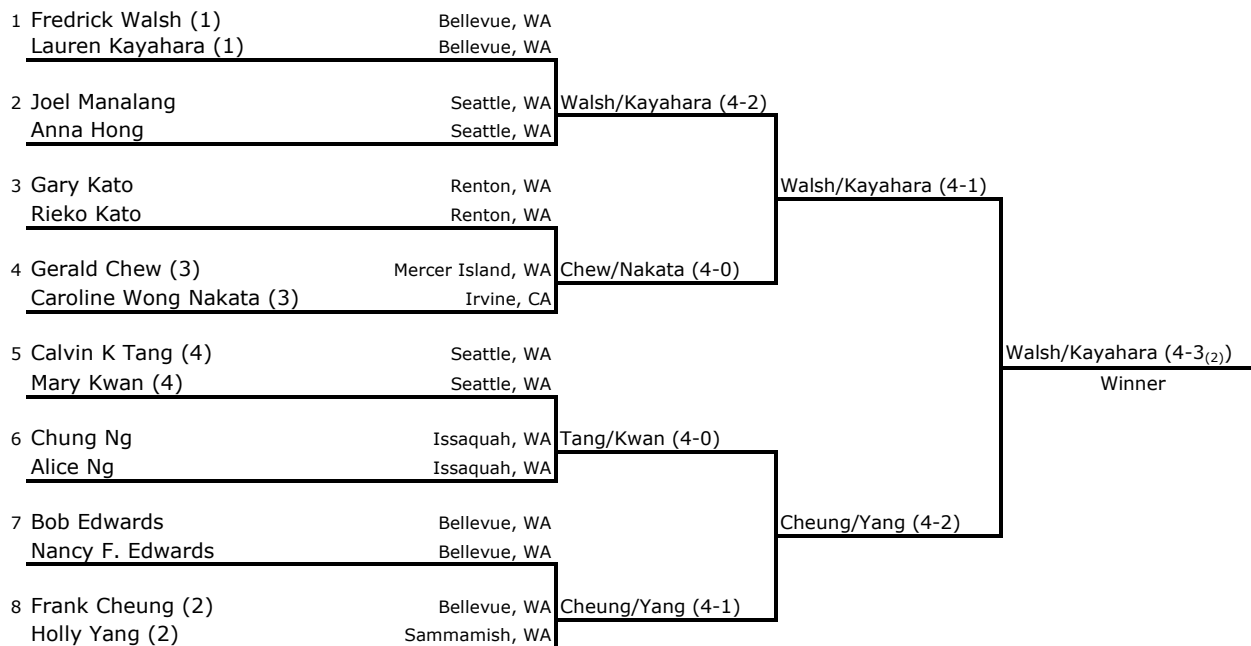 1 Fredrick Walsh (1) Bellevue, WA
Lauren Kayahara (1) Bellevue, WA
2 Joel Manalang Seattle, WA Walsh/Kayahara (4-2)
Anna Hong Seattle, WA
3 Gary Kato Renton, WA Walsh/Kayahara (4-1)
Rieko Kato Renton, WA
4 Gerald Chew (3) Mercer Island, WA Chew/Nakata (4-0)
Caroline Wong Nakata (3) Irvine, CA
5 Calvin K Tang (4) Seattle, WA Walsh/Kayahara (4-3(2))
Mary Kwan (4) Seattle, WA Winner
6 Chung Ng Issaquah, WA Tang/Kwan (4-0)
Alice Ng Issaquah, WA
7 Bob Edwards Bellevue, WA Cheung/Yang (4-2)
Nancy F. Edwards Bellevue, WA
8 Frank Cheung (2) Bellevue, WA Cheung/Yang (4-1)
Holly Yang (2) Sammamish, WA